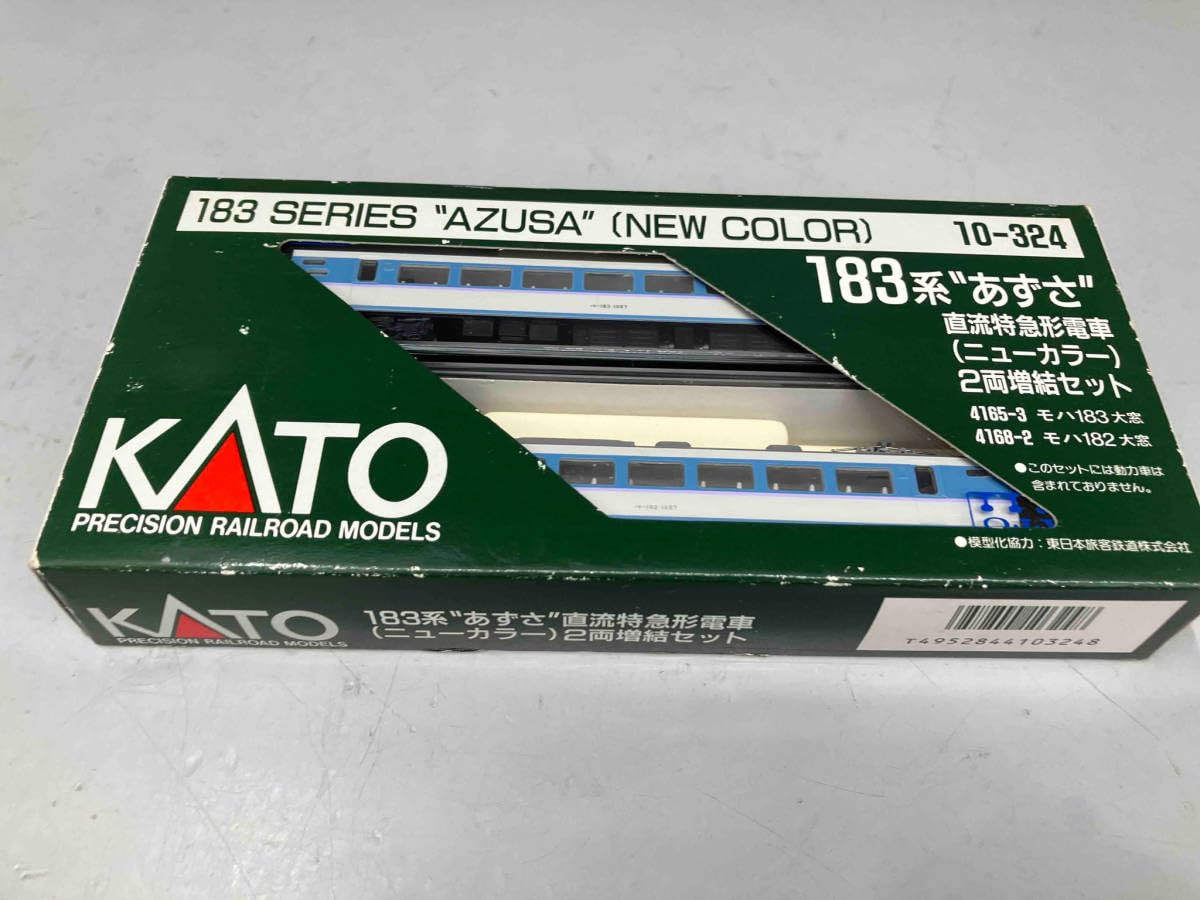 183 SERIES "AZUSA" (NEW COLOR) 10-324
183系"あずさ"
直流特急形電車
(ニューカラー)
2両増結セット
4165-3 モハ183大窓
4168-2 モハ182大窓
●このセットには動力車は
含まれておりません。
●模型化協力：東日本旅客鉄道株式会社
KATO
PRECISION RAILROAD MODELS
KATO
PRECISION RAILROAD MODELS
183系"あずさ"直流特急形電車
(ニューカラー)2両増結セット
T4952844103248